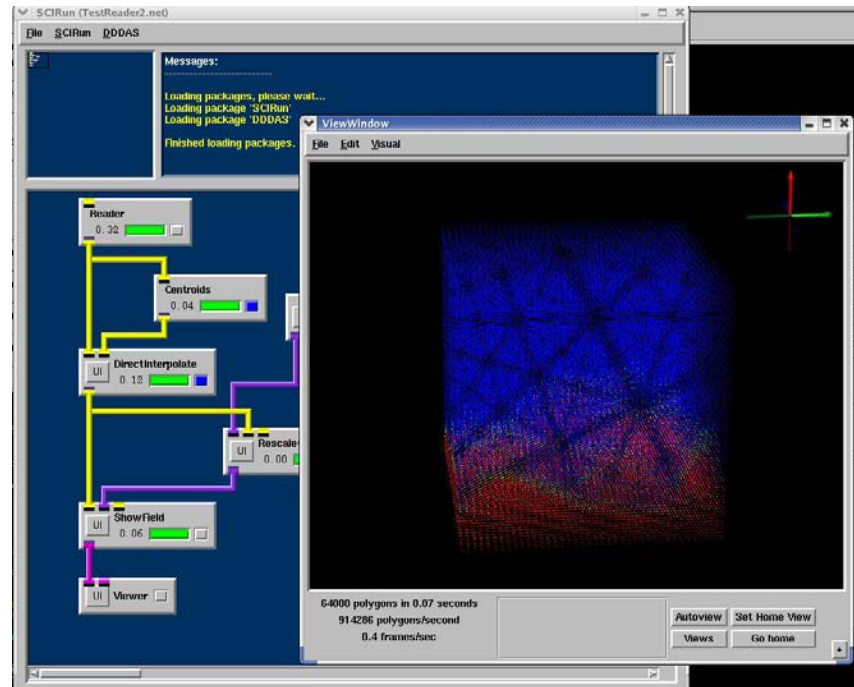 SCIRun (TestReader2.net)
File SCIRun DDDAS
Messages:
--------------------------
Loading packages, please wait...
Loading package 'SCIRun'
Loading package 'DDDAS'
Finished loading packages.
ViewWindow
File Edit Visual
Reader
0.32
Centroids
0.04
UI DirectInterpolate
0.12
UI Rescale
0.00
UI ShowField
0.06
UI Viewer
64000 polygons in 0.07 seconds
914286 polygons/second
0.4 frames/sec
Autoview Set Home View
Views Go home
+